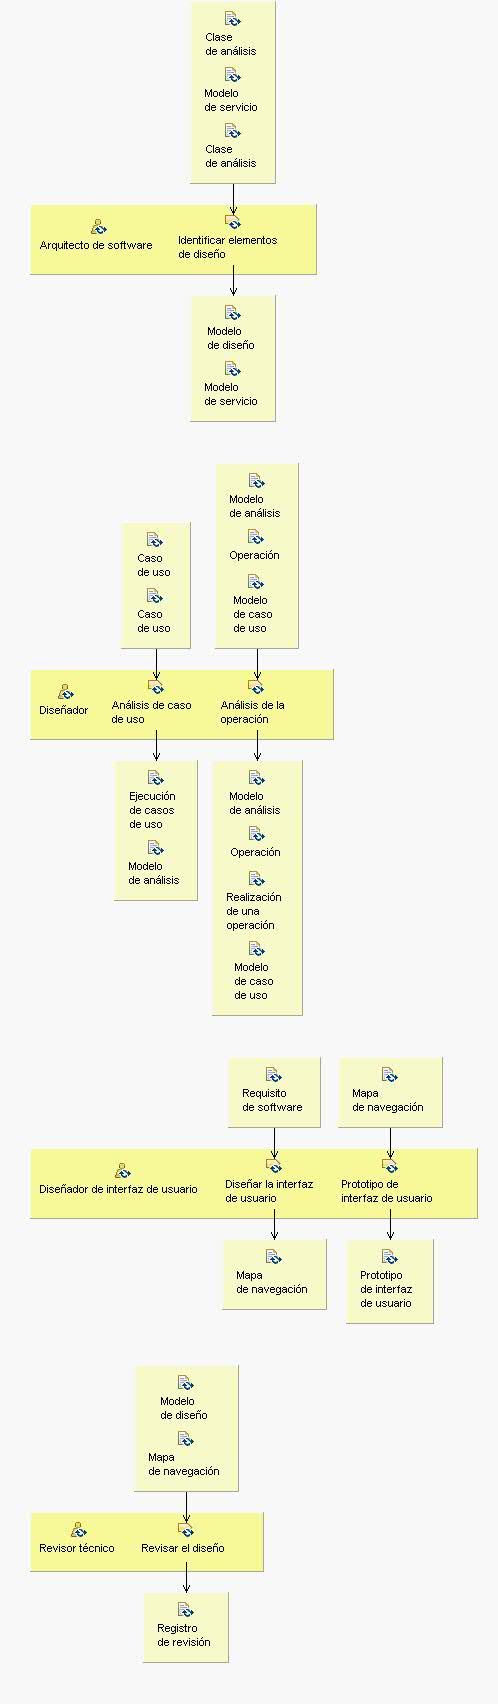 Clase
de análisis
Modelo
de servicio
Clase
de análisis
Arquitecto de software
Identificar elementos
de diseño
Modelo
de diseño
Modelo
de servicio
Caso
de uso
Caso
de uso
Modelo
de análisis
Operación
Modelo
de caso
de uso
Diseñador
Análisis de caso
de uso
Análisis de la
operación
Ejecución
de casos
de uso
Modelo
de análisis
Modelo
de análisis
Operación
Realización
de una
operación
Modelo
de caso
de uso
Requisito
de software
Mapa
de navegación
Diseñador de interfaz de usuario
Diseñar la interfaz
de usuario
Prototipo de
interfaz de usuario
Mapa
de navegación
Prototipo
de interfaz
de usuario
Modelo
de diseño
Mapa
de navegación
Revisor técnico
Revisar el diseño
Registro
de revisión